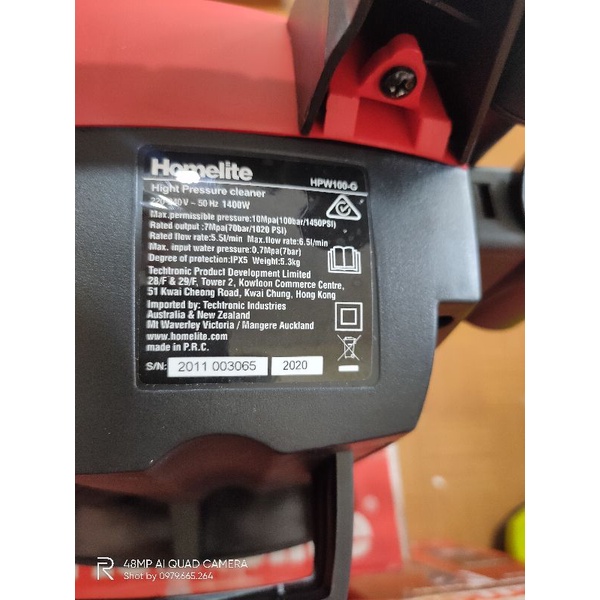 Homelite
HPW100-G
Hight Pressure cleaner
220-240 V ~ 50 Hz 1400W
Max.permissible pressure:10Mpa(100bar/1450PSI)
Rated output :7Mpa(70bar/1020 PSI)
Rated flow rate:5.5l/min Max.flow rate:6.5l/min
Max. input water pressure:0.7Mpa(7bar)
Degree of protection:IPX5 Weight:5.3kg
Techtronic Product Development Limited
28/F & 29/F, Tower 2, Kowloon Commerce Centre,
51 Kwai Cheong Road, Kwai Chung, Hong Kong
Imported by: Techtronic Industries
Australia & New Zealand
Mt Waverley Victoria / Mangere Auckland
www.homelite.com
made in P.R.C.
S/N: 2011 003065 2020
R 48MP AI QUAD CAMERA
Shot by 0979.665.264